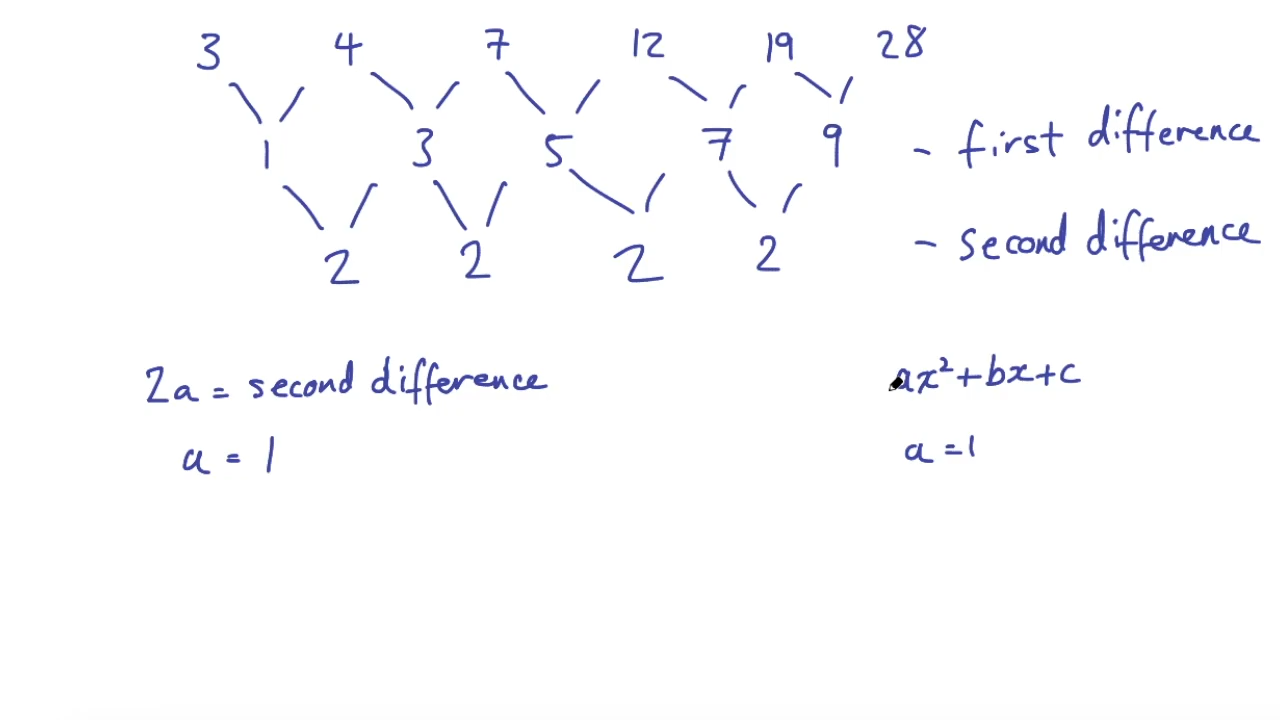 3 4 7 12 19 28
1 3 5 7 9 - first difference
2 2 2 2 - second difference
2a = second difference
ax²+bx+c
a = 1
a = 1